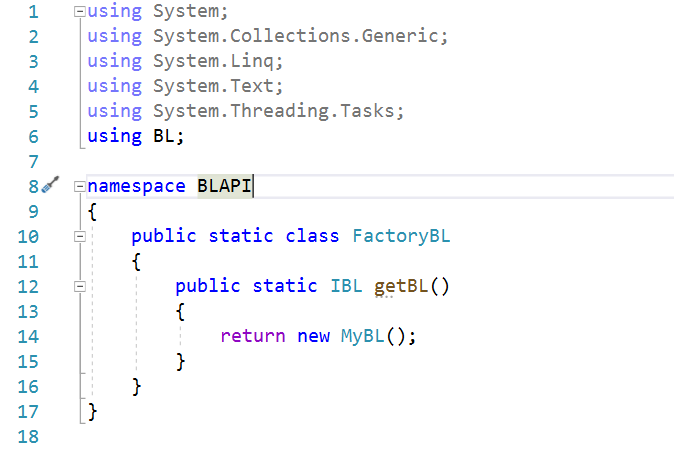 1 using System;
2 using System.Collections.Generic;
3 using System.Linq;
4 using System.Text;
5 using System.Threading.Tasks;
6 using BL;
7
8 namespace BLAPI
9 {
10 public static class FactoryBL
11 {
12 public static IBL getBL()
13 {
14 return new MyBL();
15 }
16 }
17 }
18